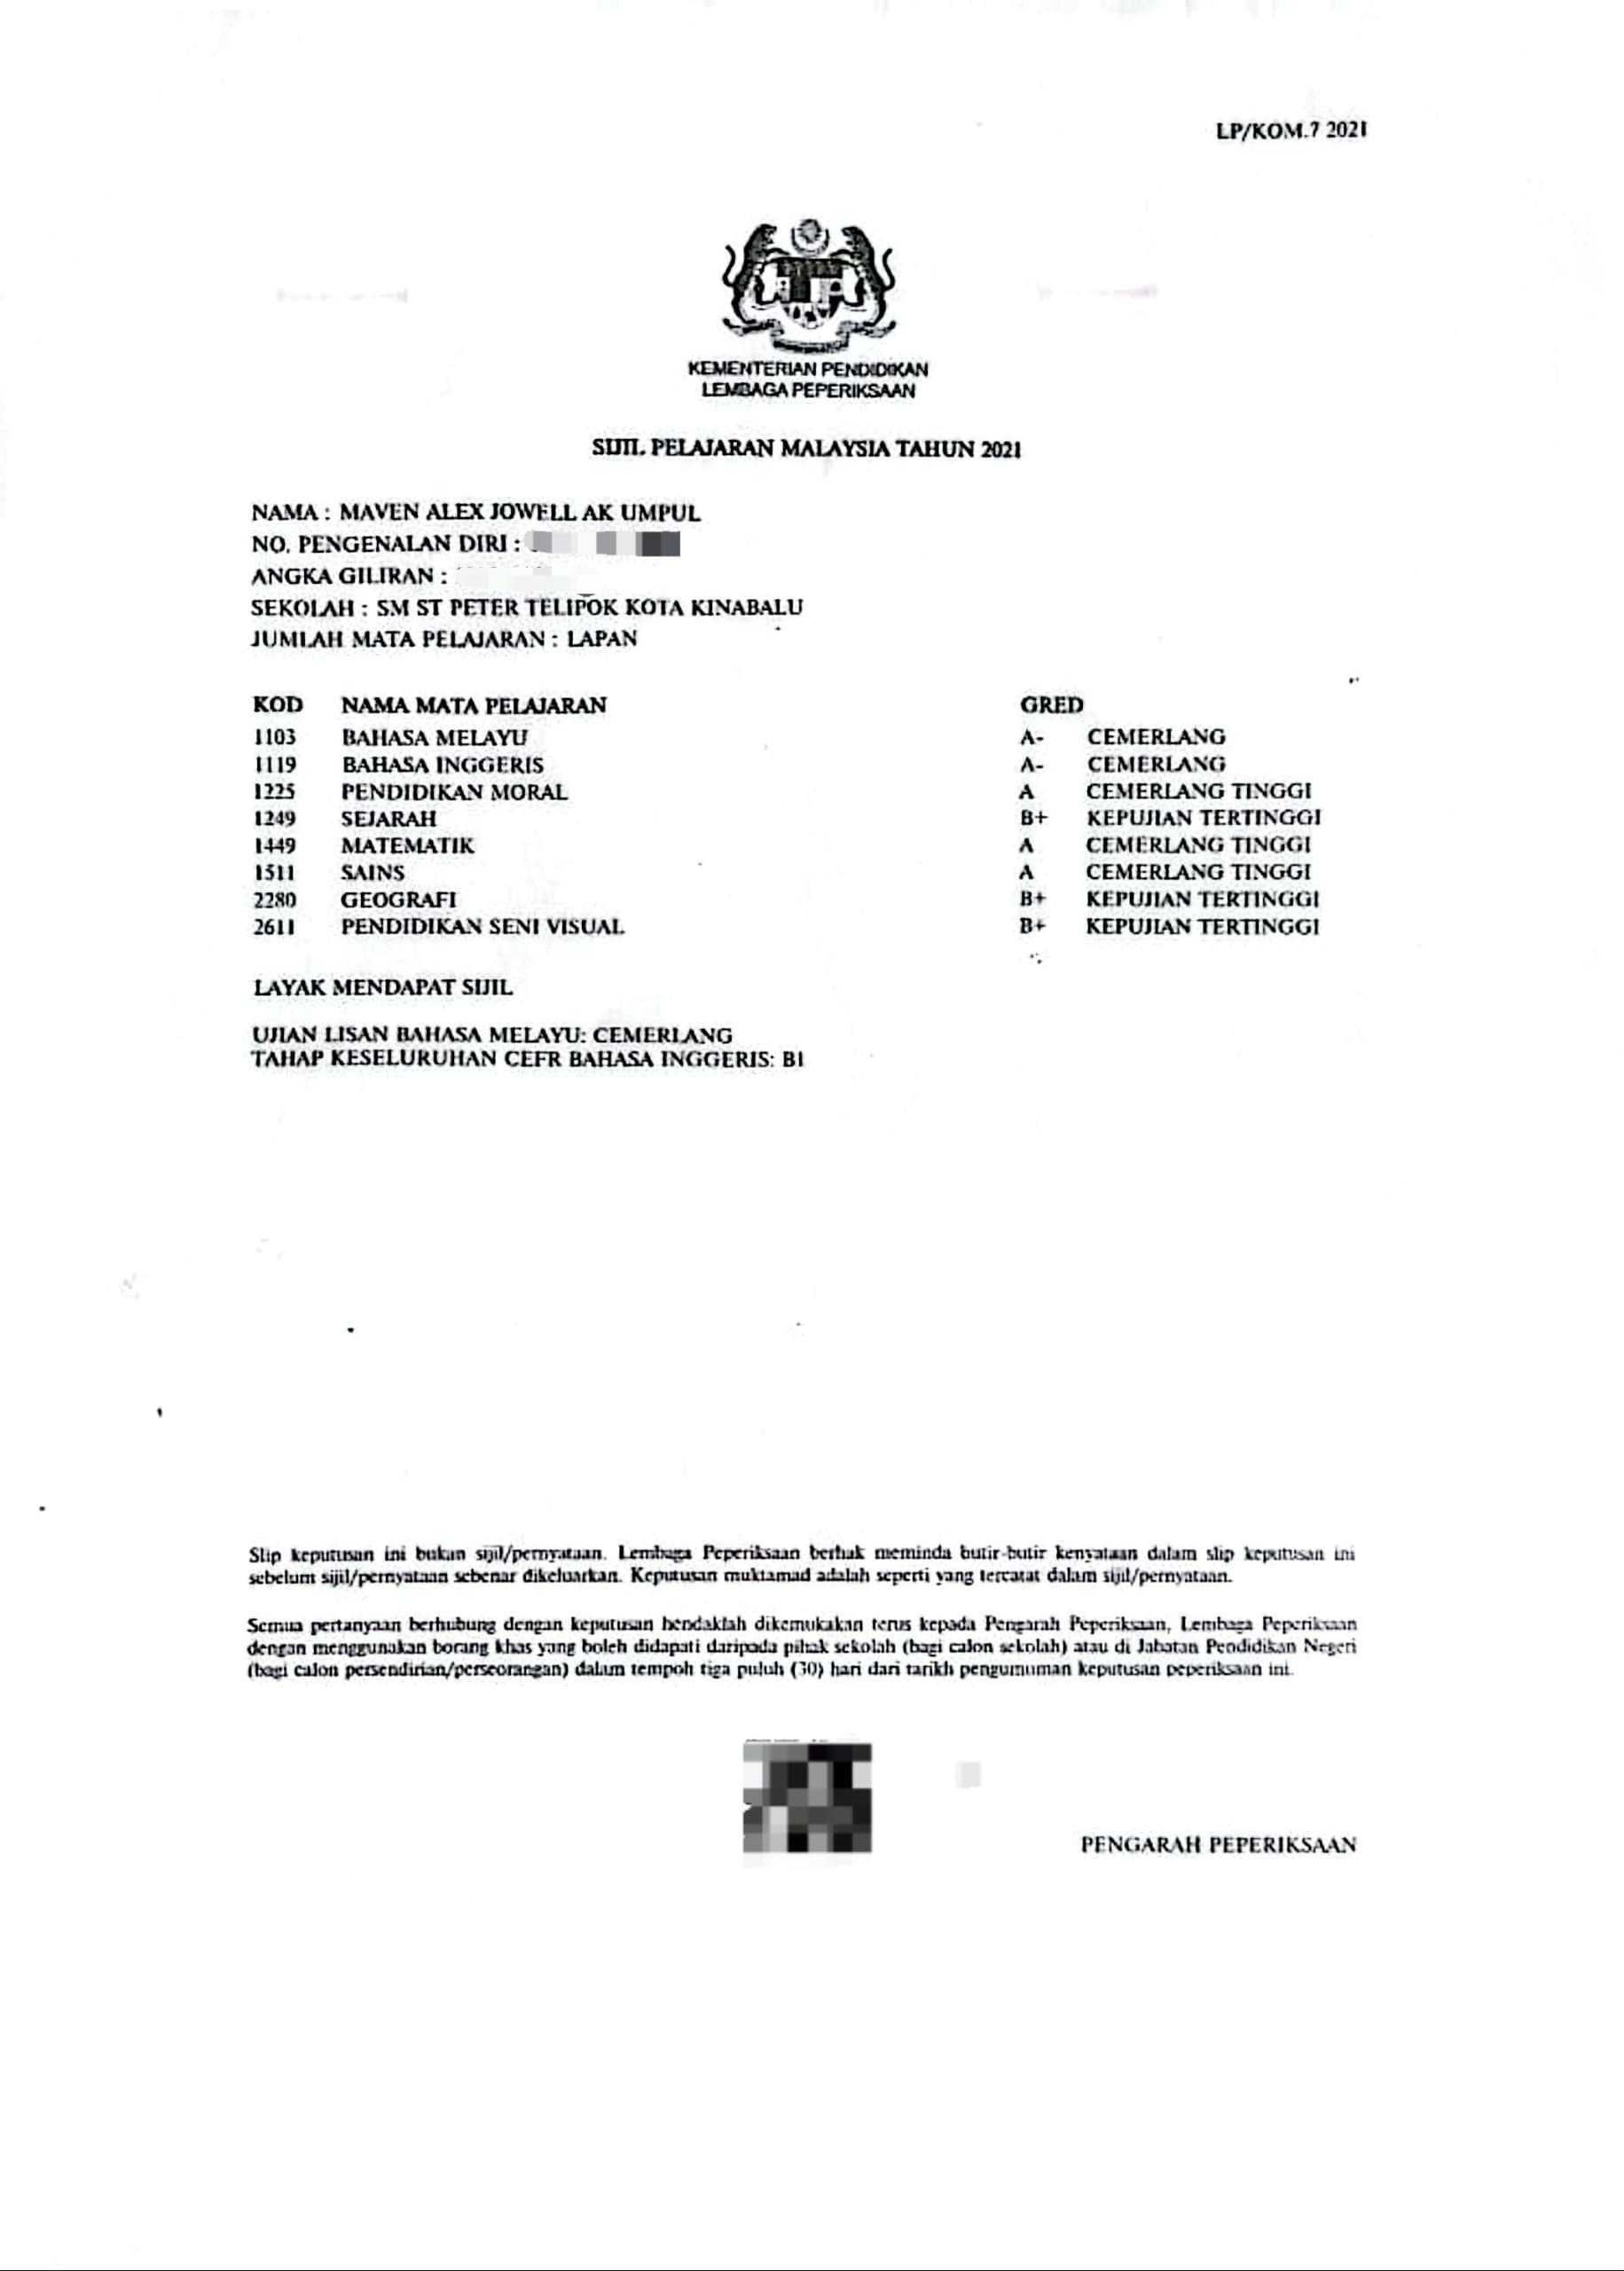 LP/KOM.7 2021
KEMENTERIAN PENDIDIKAN
LEMBAGA PEPERIKSAAN
SIJIL PELAJARAN MALAYSIA TAHUN 2021
NAMA : MAVEN ALEX JOWELL AK UMPUL
NO. PENGENALAN DIRI :
ANGKA GILIRAN :
SEKOLAH : SM ST PETER TELIPOK KOTA KINABALU
JUMLAH MATA PELAJARAN : LAPAN
KOD NAMA MATA PELAJARAN GRED
1103 BAHASA MELAYU A- CEMERLANG
1119 BAHASA INGGERIS A- CEMERLANG
1225 PENDIDIKAN MORAL A CEMERLANG TINGGI
1249 SEJARAH B+ KEPUJIAN TERTINGGI
1449 MATEMATIK A CEMERLANG TINGGI
1511 SAINS A CEMERLANG TINGGI
2280 GEOGRAFI B+ KEPUJIAN TERTINGGI
2611 PENDIDIKAN SENI VISUAL B+ KEPUJIAN TERTINGGI
LAYAK MENDAPAT SIJIL
UJIAN LISAN BAHASA MELAYU: CEMERLANG
TAHAP KESELURUHAN CEFR BAHASA INGGERIS: B1
Slip keputusan ini bukan sijil/pernyataan. Lembaga Peperiksaan berhak meminda butir-butir kenyataan dalam slip keputusan ini
sebelum sijil/pernyataan sebenar dikeluarkan. Keputusan muktamad adalah seperti yang tercatat dalam sijil/pernyataan.
Semua pertanyaan berhubung dengan keputusan hendaklah dikemukakan terus kepada Pengarah Peperiksaan, Lembaga Peperiksaan
dengan menggunakan borang khas yang boleh didapati daripada pihak sekolah (bagi calon sekolah) atau di Jabatan Pendidikan Negeri
(bagi calon persendirian/perseorangan) dalam tempoh tiga puluh (30) hari dari tarikh pengumuman keputusan peperiksaan ini.
PENGARAH PEPERIKSAAN